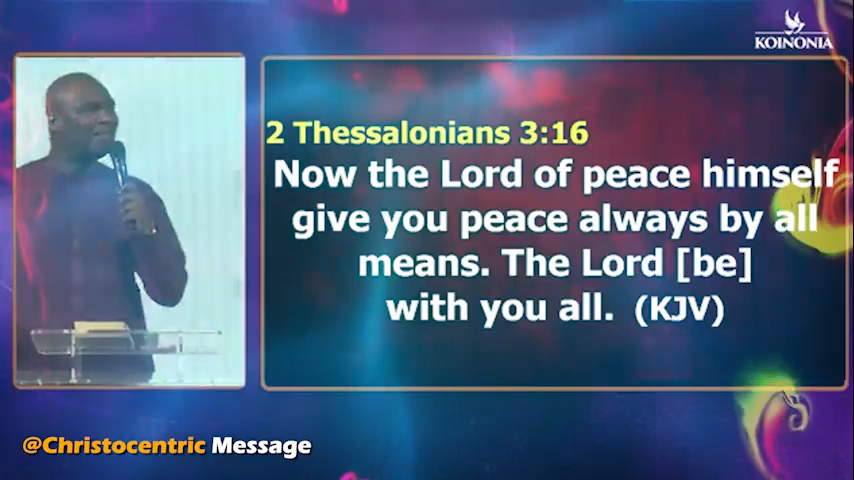 KOINONIA
2 Thessalonians 3:16
Now the Lord of peace himself
give you peace always by all
means. The Lord [be]
with you all. (KJV)
@Christocentric Message